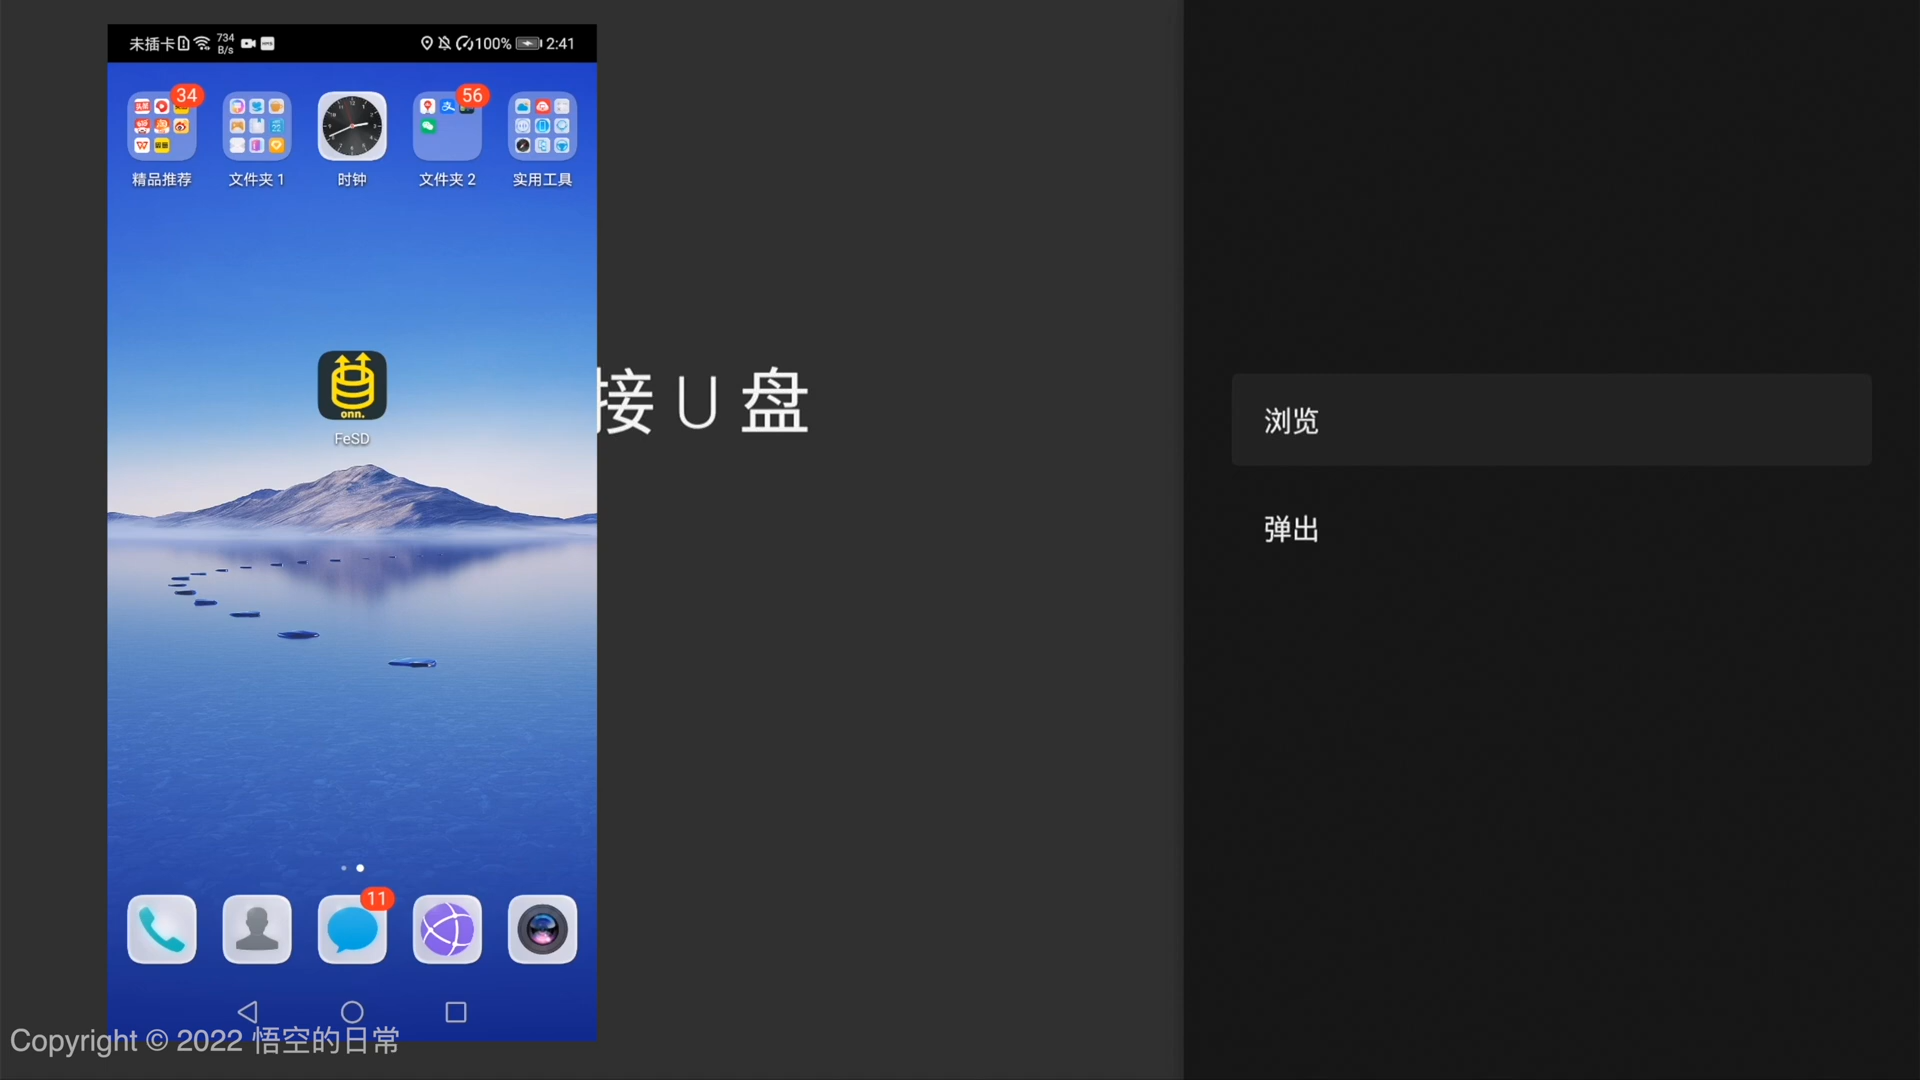 未插卡 734 B/s 100% 2:41
34
56
精品推荐 文件夹 1 时钟 文件夹 2 实用工具
onn.
FeSD
11
接 U 盘
浏览
弹出
Copyright © 2022 悟空的日常